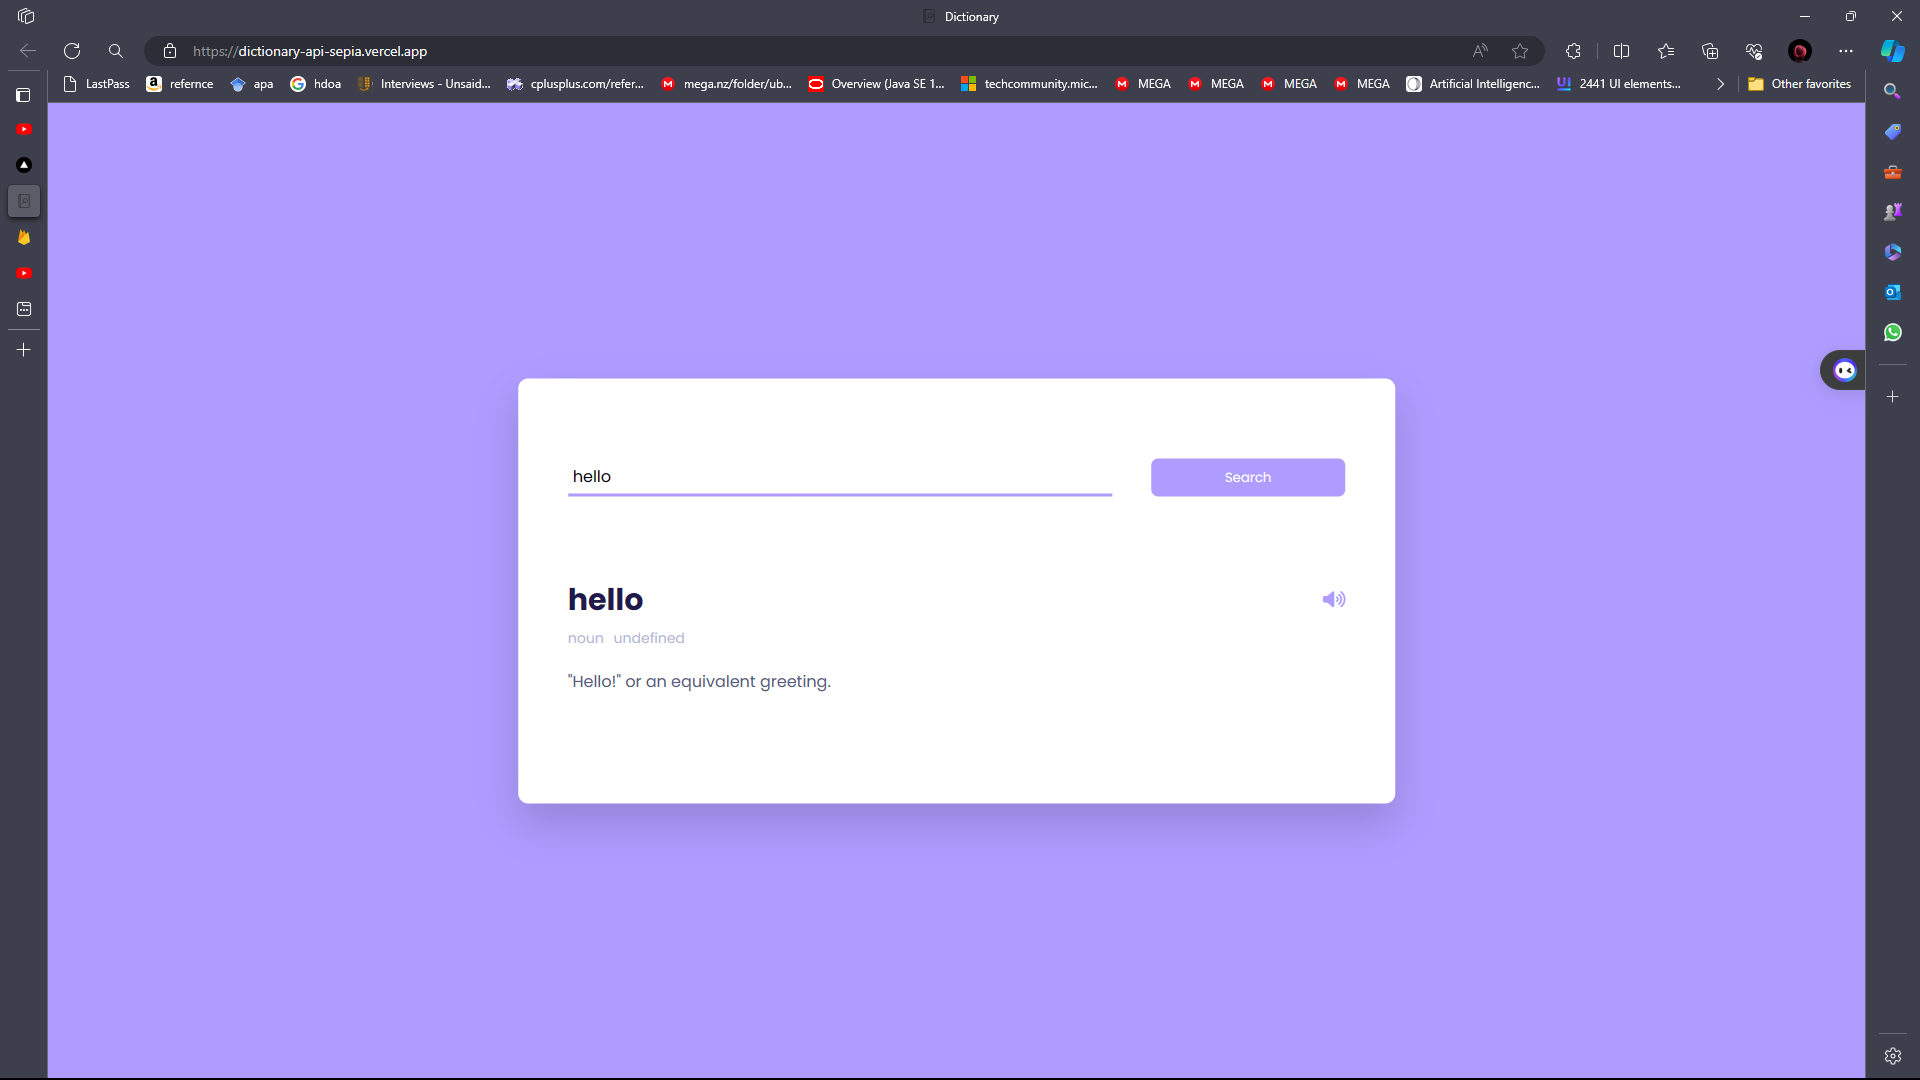 Dictionary
https://dictionary-api-sepia.vercel.app
LastPass refernce apa hdoa Interviews - Unsaid... cplusplus.com/refer... mega.nz/folder/ub... Overview (Java SE 1... techcommunity.mic... MEGA MEGA MEGA MEGA Artificial Intelligenc... 2441 UI elements... Other favorites
hello
Search
hello
noun undefined
"Hello!" or an equivalent greeting.